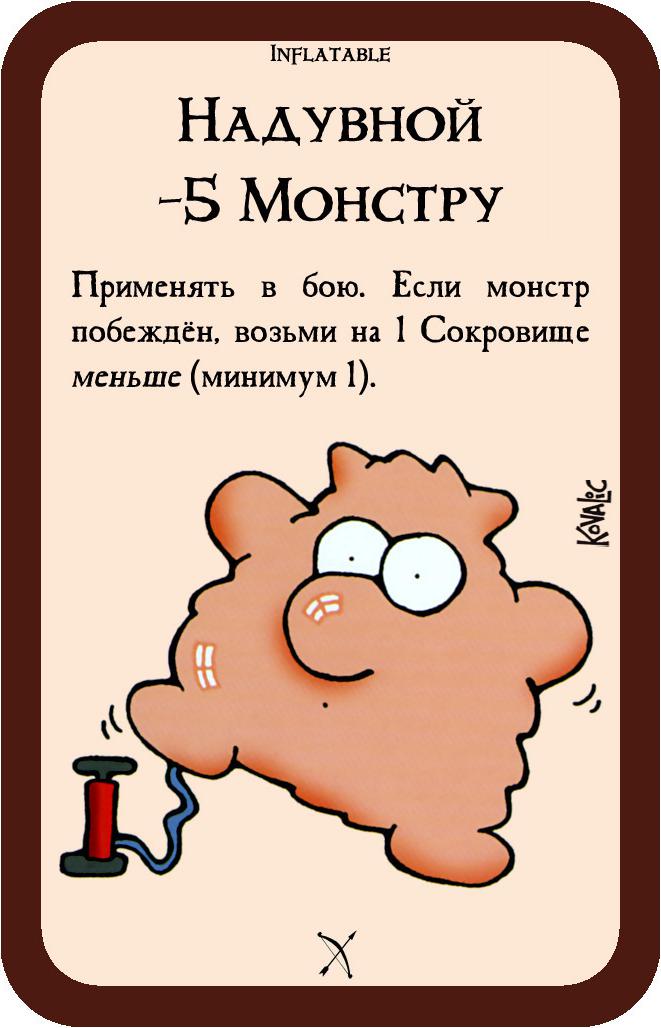 Inflatable
Надувной
-5 Монстру
Применять в бою. Если монстр
побеждён, возьми на 1 Сокровище
меньше (минимум 1).
Kovalic